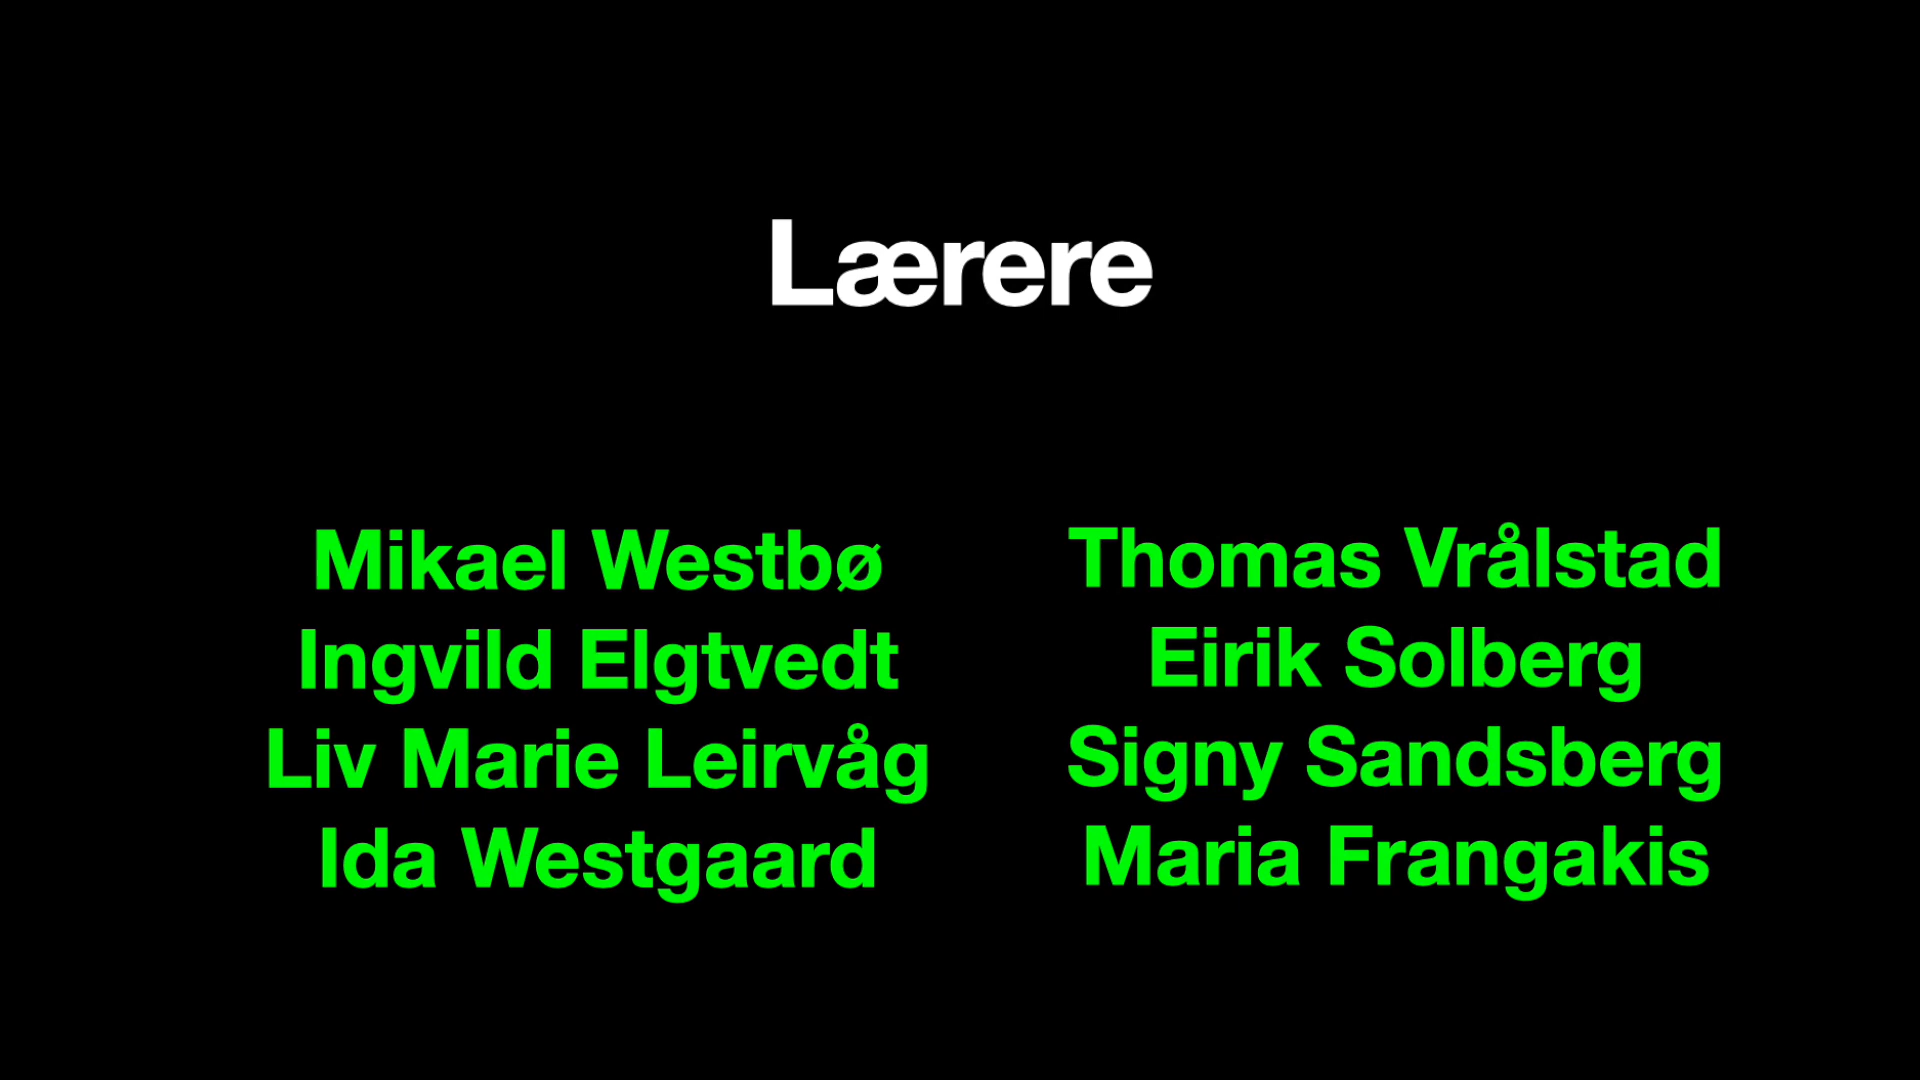 Lærere
Mikael Westbø
Ingvild Elgtvedt
Liv Marie Leirvåg
Ida Westgaard
Thomas Vrålstad
Eirik Solberg
Signy Sandsberg
Maria Frangakis